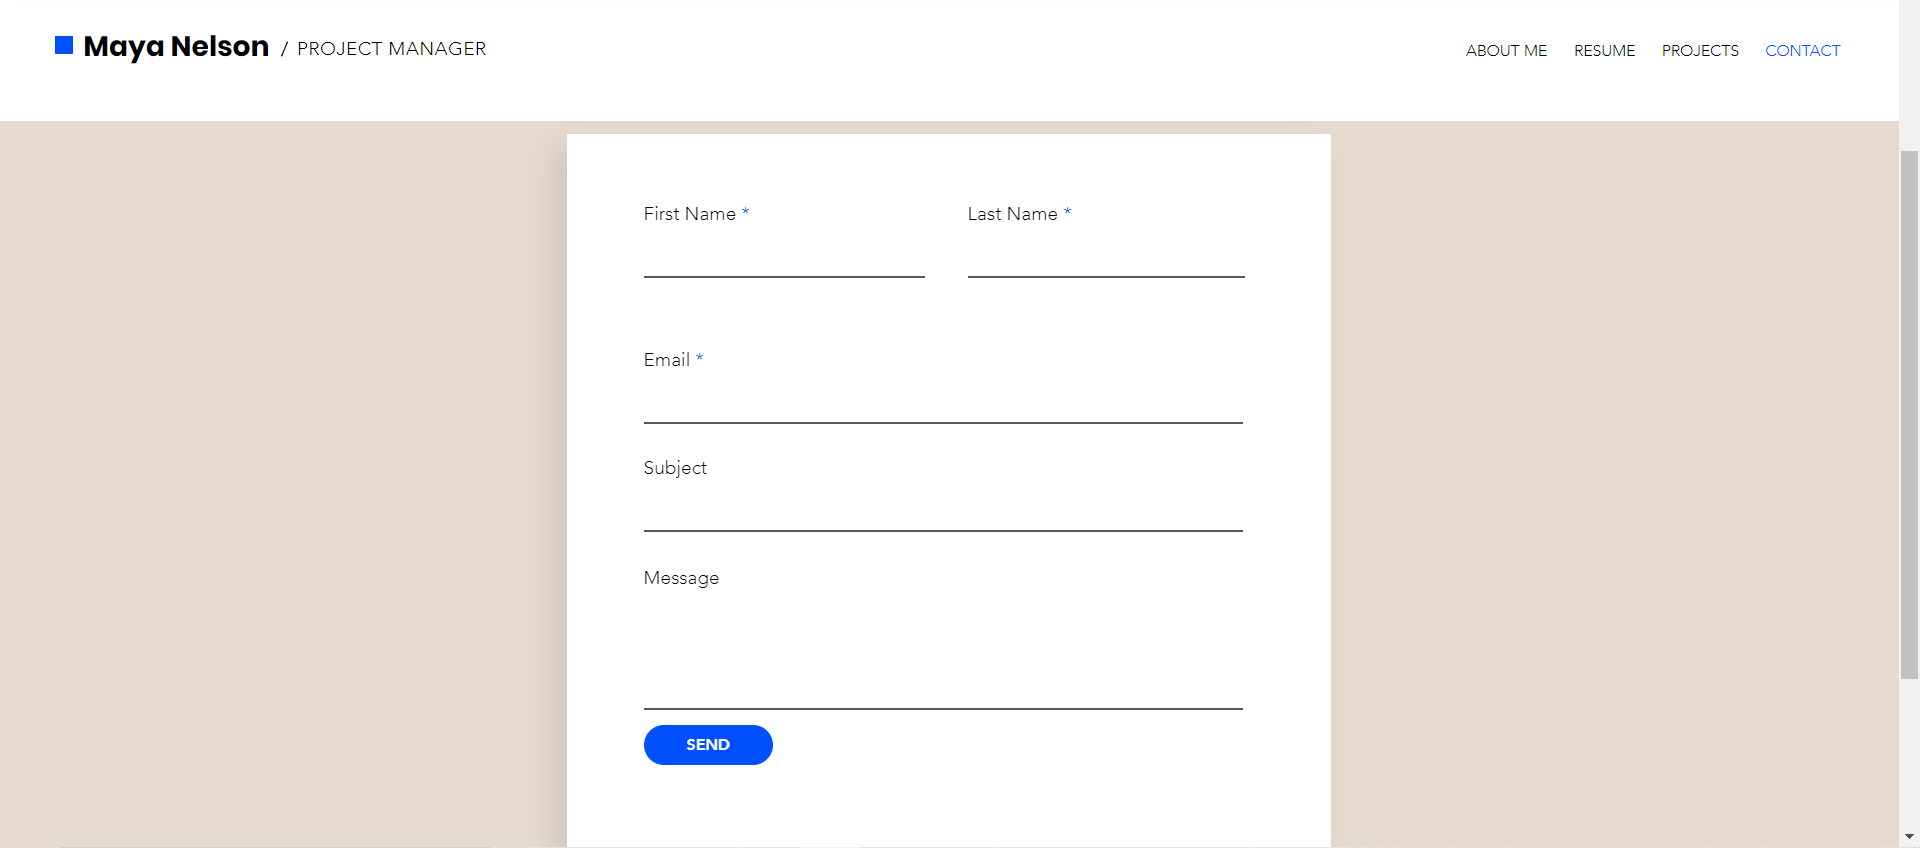 Maya Nelson / PROJECT MANAGER
ABOUT ME RESUME PROJECTS CONTACT
First Name * Last Name *
Email *
Subject
Message
SEND